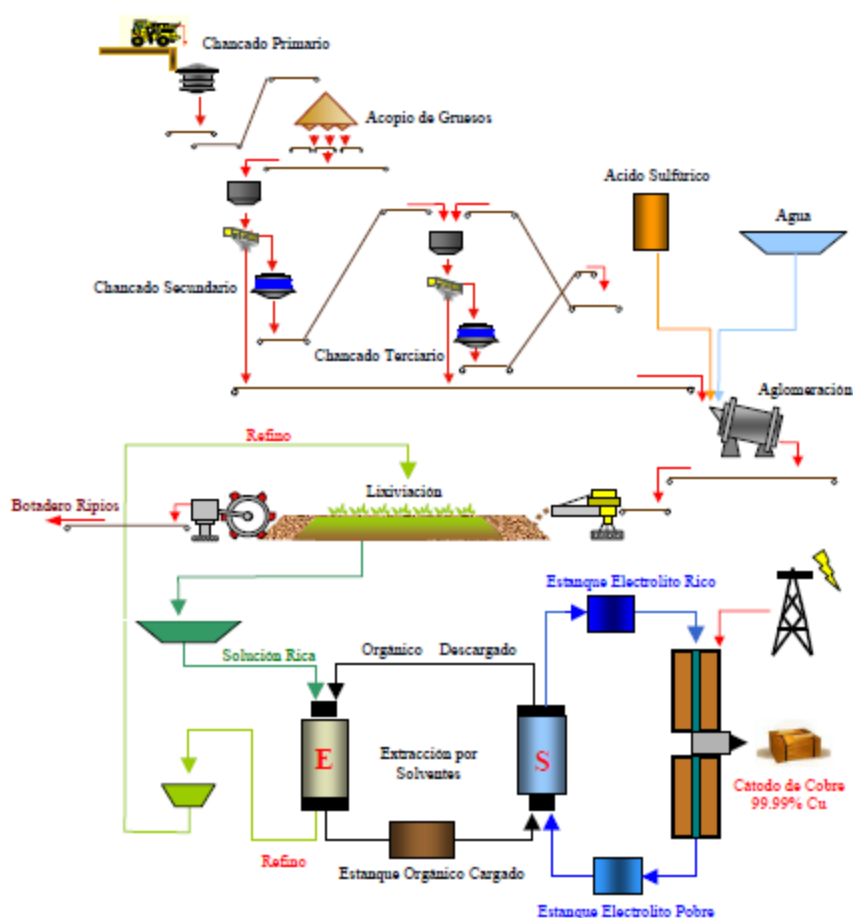 Chancado Primario
Acopio de Gruesos
Acido Sulfúrico
Agua
Chancado Secundario
Chancado Terciario
Aglomeración
Refino
Lixiviación
Botadero Ripios
Estanque Electrolito Rico
Solución Rica
Orgánico Descargado
E
Extracción por
Solventes
S
Cátodo de Cobre
99.99% Cu
Refino
Estanque Orgánico Cargado
Estanque Electrolito Pobre